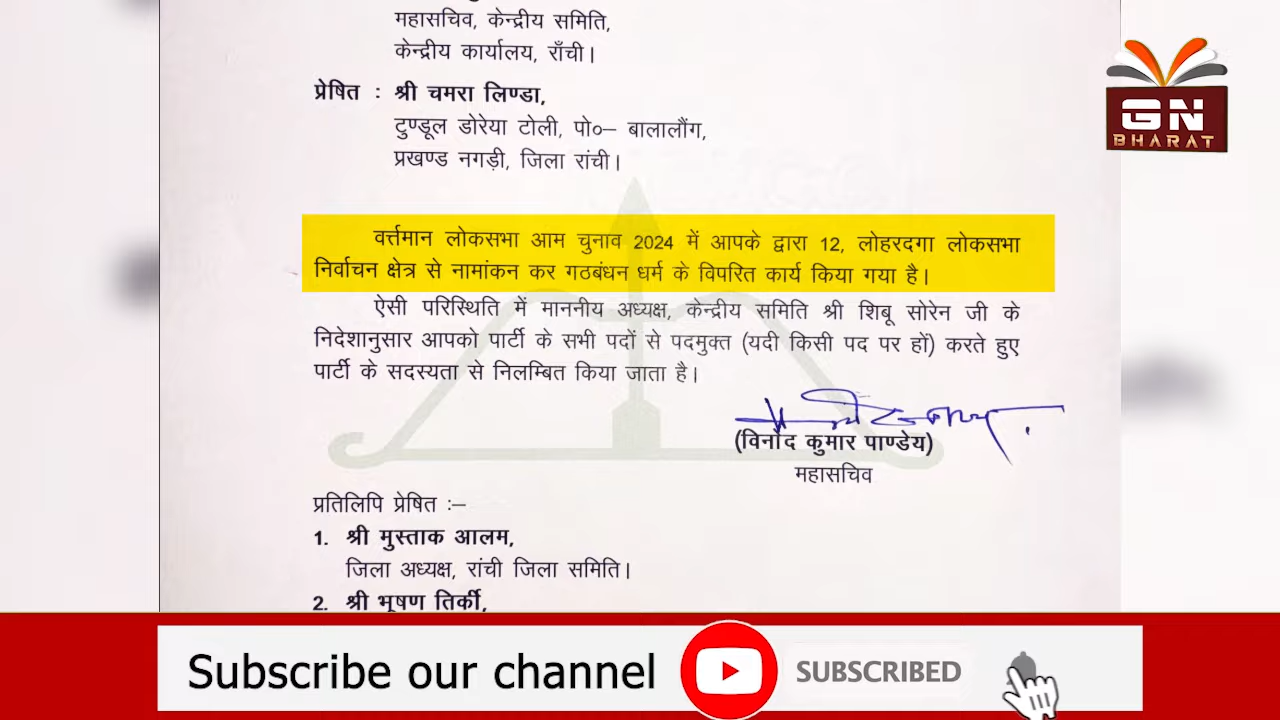 महासचिव, केन्द्रीय समिति,
केन्द्रीय कार्यालय, राँची।
प्रेषित : श्री चमरा लिण्डा,
टुण्डूल डोरेया टोली, पो०– बालालौंग,
प्रखण्ड नगड़ी, जिला रांची।
वर्त्तमान लोकसभा आम चुनाव 2024 में आपके द्वारा 12, लोहरदगा लोकसभा
निर्वाचन क्षेत्र से नामांकन कर गठबंधन धर्म के विपरित कार्य किया गया है।
ऐसी परिस्थिति में माननीय अध्यक्ष, केन्द्रीय समिति श्री शिबू सोरेन जी के
निदेशानुसार आपको पार्टी के सभी पदों से पदमुक्त (यदी किसी पद पर हों) करते हुए
पार्टी के सदस्यता से निलम्बित किया जाता है।
(विनोद कुमार पाण्डेय)
महासचिव
प्रतिलिपि प्रेषित :–
1. श्री मुस्ताक आलम,
जिला अध्यक्ष, रांची जिला समिति।
2. श्री भूषण तिर्की,
GN
BHARAT
Subscribe our channel
SUBSCRIBED